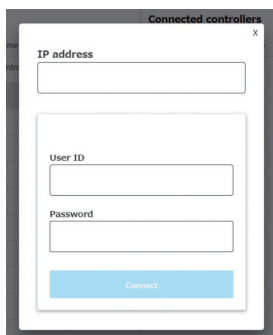 Connected controllers
X
IP address
User ID
Password
Connect